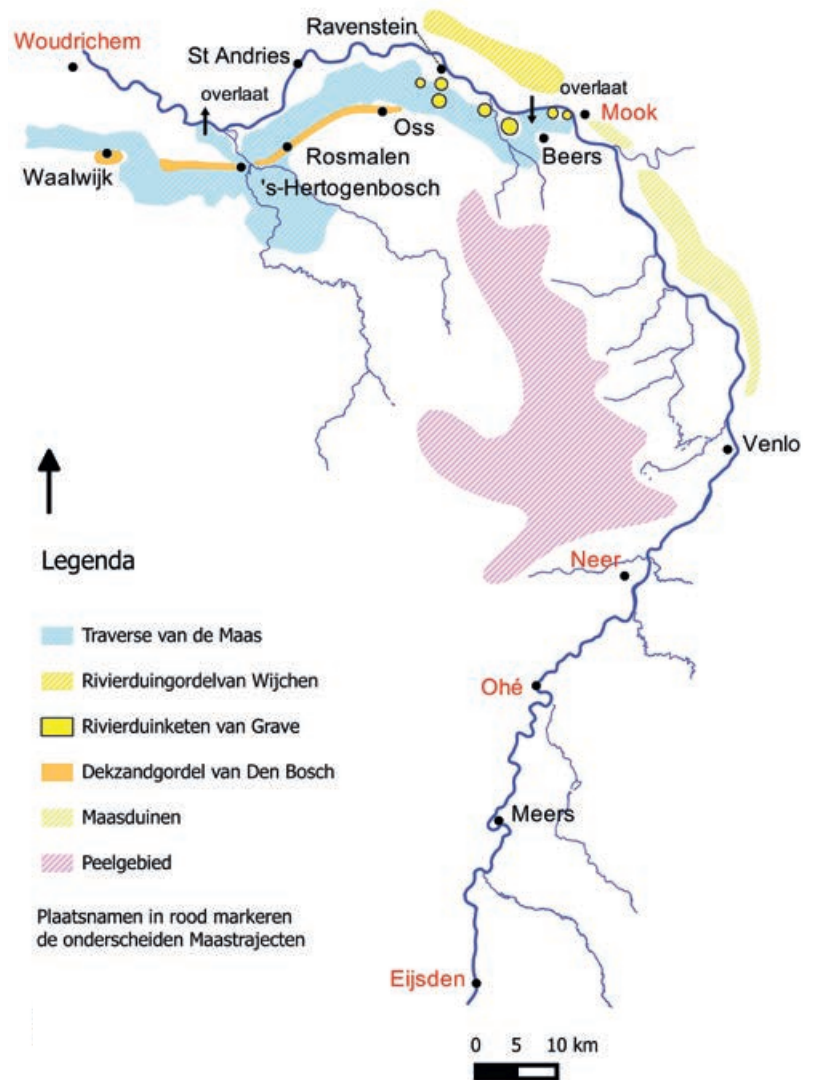 Ravenstein
Woudrichem
St Andries
overlaat
overlaat
Mook
Oss
Beers
Rosmalen
Waalwijk
's-Hertogenbosch
Venlo
Legenda
Neer
Traverse van de Maas
Rivierduingordelvan Wijchen
Ohé
Rivierduinketen van Grave
Dekzandgordel van Den Bosch
Maasduinen
Meers
Peelgebied
Plaatsnamen in rood markeren
de onderscheiden Maastrajecten
Eijsden
0 5 10 km